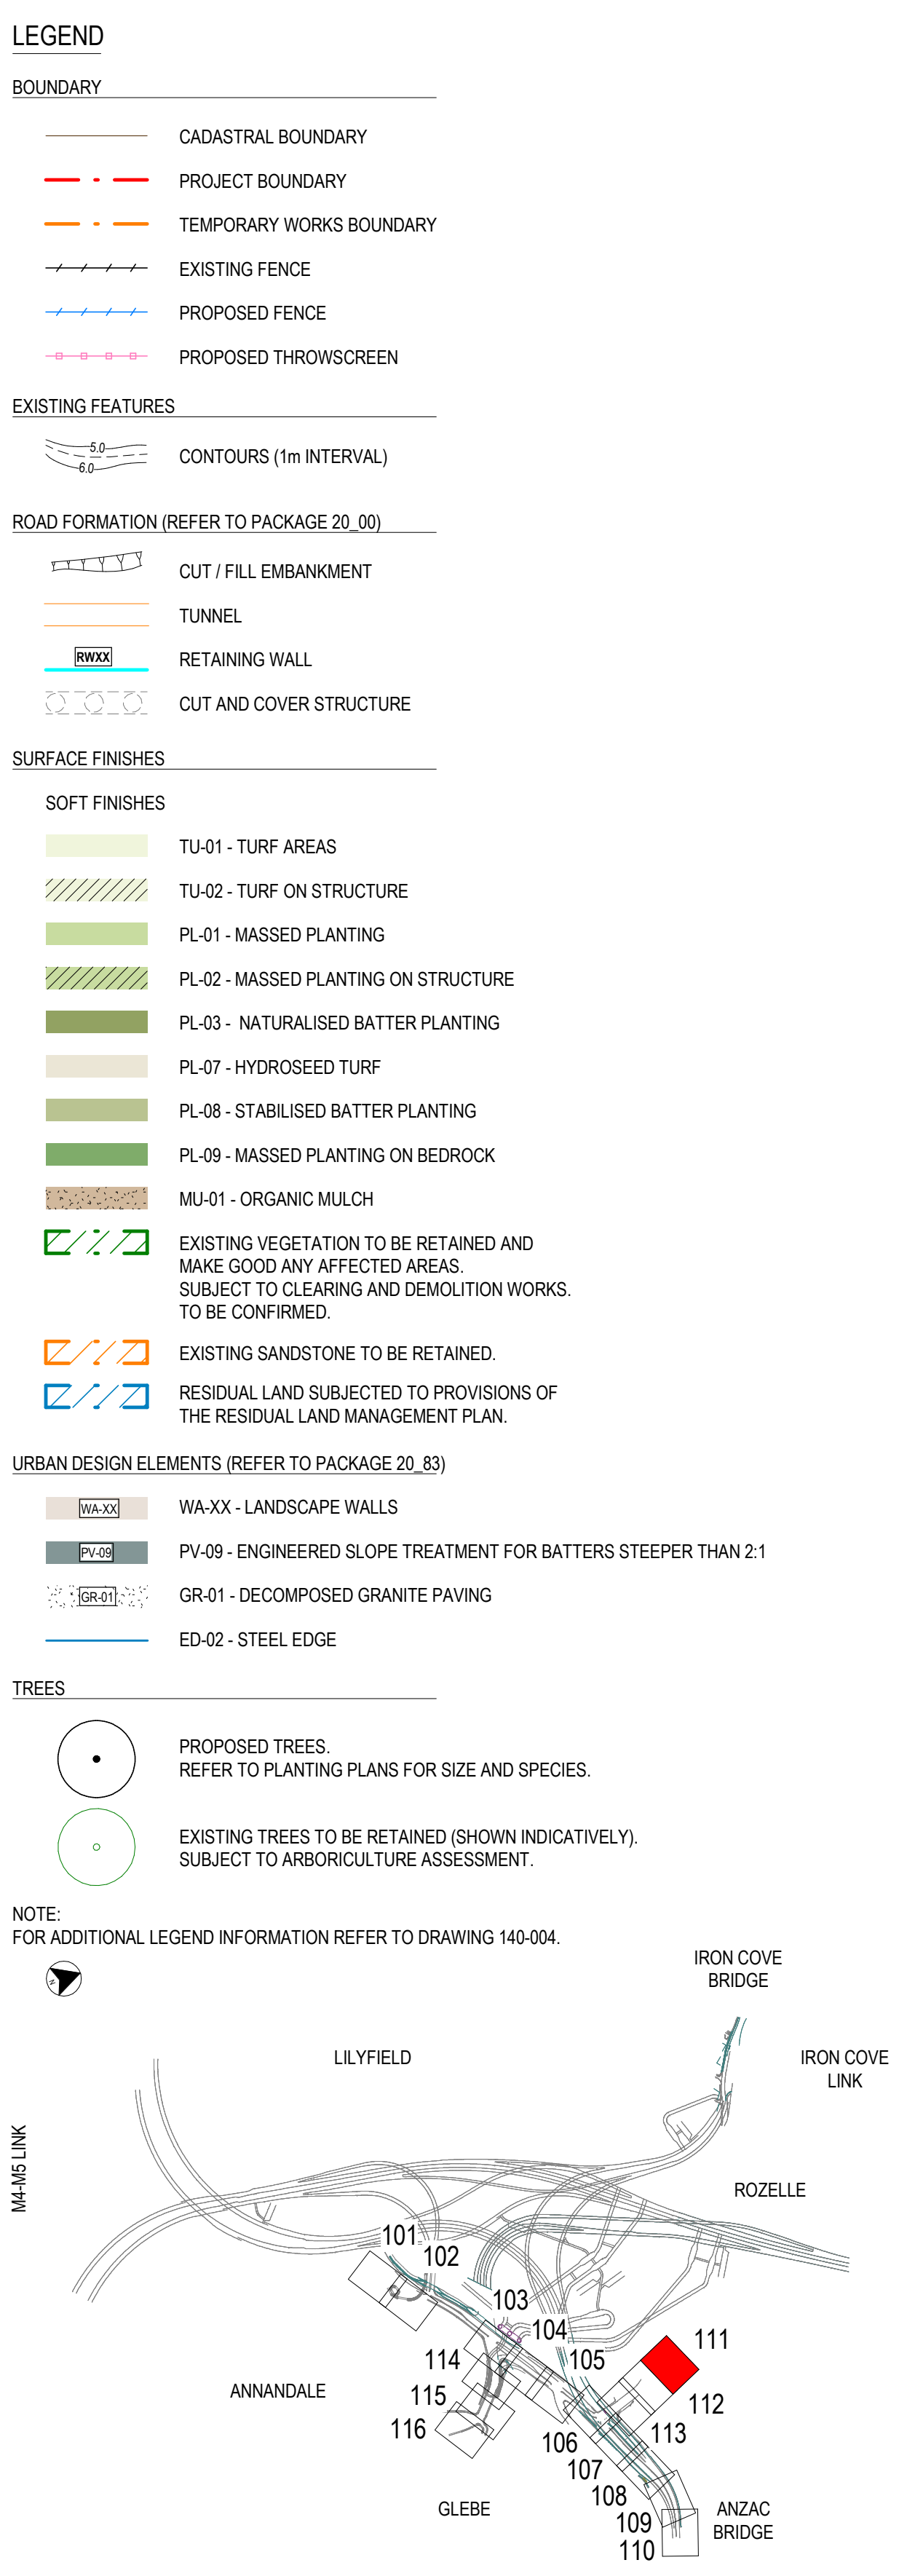 LEGEND
BOUNDARY
CADASTRAL BOUNDARY
PROJECT BOUNDARY
TEMPORARY WORKS BOUNDARY
EXISTING FENCE
PROPOSED FENCE
PROPOSED THROWSCREEN
EXISTING FEATURES
5.0
6.0
CONTOURS (1m INTERVAL)
ROAD FORMATION (REFER TO PACKAGE 20_00)
CUT / FILL EMBANKMENT
TUNNEL
RWXX
RETAINING WALL
CUT AND COVER STRUCTURE
SURFACE FINISHES
SOFT FINISHES
TU-01 - TURF AREAS
TU-02 - TURF ON STRUCTURE
PL-01 - MASSED PLANTING
PL-02 - MASSED PLANTING ON STRUCTURE
PL-03 - NATURALISED BATTER PLANTING
PL-07 - HYDROSEED TURF
PL-08 - STABILISED BATTER PLANTING
PL-09 - MASSED PLANTING ON BEDROCK
MU-01 - ORGANIC MULCH
EXISTING VEGETATION TO BE RETAINED AND
MAKE GOOD ANY AFFECTED AREAS.
SUBJECT TO CLEARING AND DEMOLITION WORKS.
TO BE CONFIRMED.
EXISTING SANDSTONE TO BE RETAINED.
RESIDUAL LAND SUBJECTED TO PROVISIONS OF
THE RESIDUAL LAND MANAGEMENT PLAN.
URBAN DESIGN ELEMENTS (REFER TO PACKAGE 20_83)
WA-XX
WA-XX - LANDSCAPE WALLS
PV-09
PV-09 - ENGINEERED SLOPE TREATMENT FOR BATTERS STEEPER THAN 2:1
GR-01
GR-01 - DECOMPOSED GRANITE PAVING
ED-02 - STEEL EDGE
TREES
PROPOSED TREES.
REFER TO PLANTING PLANS FOR SIZE AND SPECIES.
EXISTING TREES TO BE RETAINED (SHOWN INDICATIVELY).
SUBJECT TO ARBORICULTURE ASSESSMENT.
NOTE:
FOR ADDITIONAL LEGEND INFORMATION REFER TO DRAWING 140-004.
N
IRON COVE
BRIDGE
LILYFIELD
IRON COVE
LINK
M4-M5 LINK
ROZELLE
101
102
103
104
105
111
114
ANNANDALE
115
112
116
113
106
107
108
GLEBE
109
ANZAC
BRIDGE
110